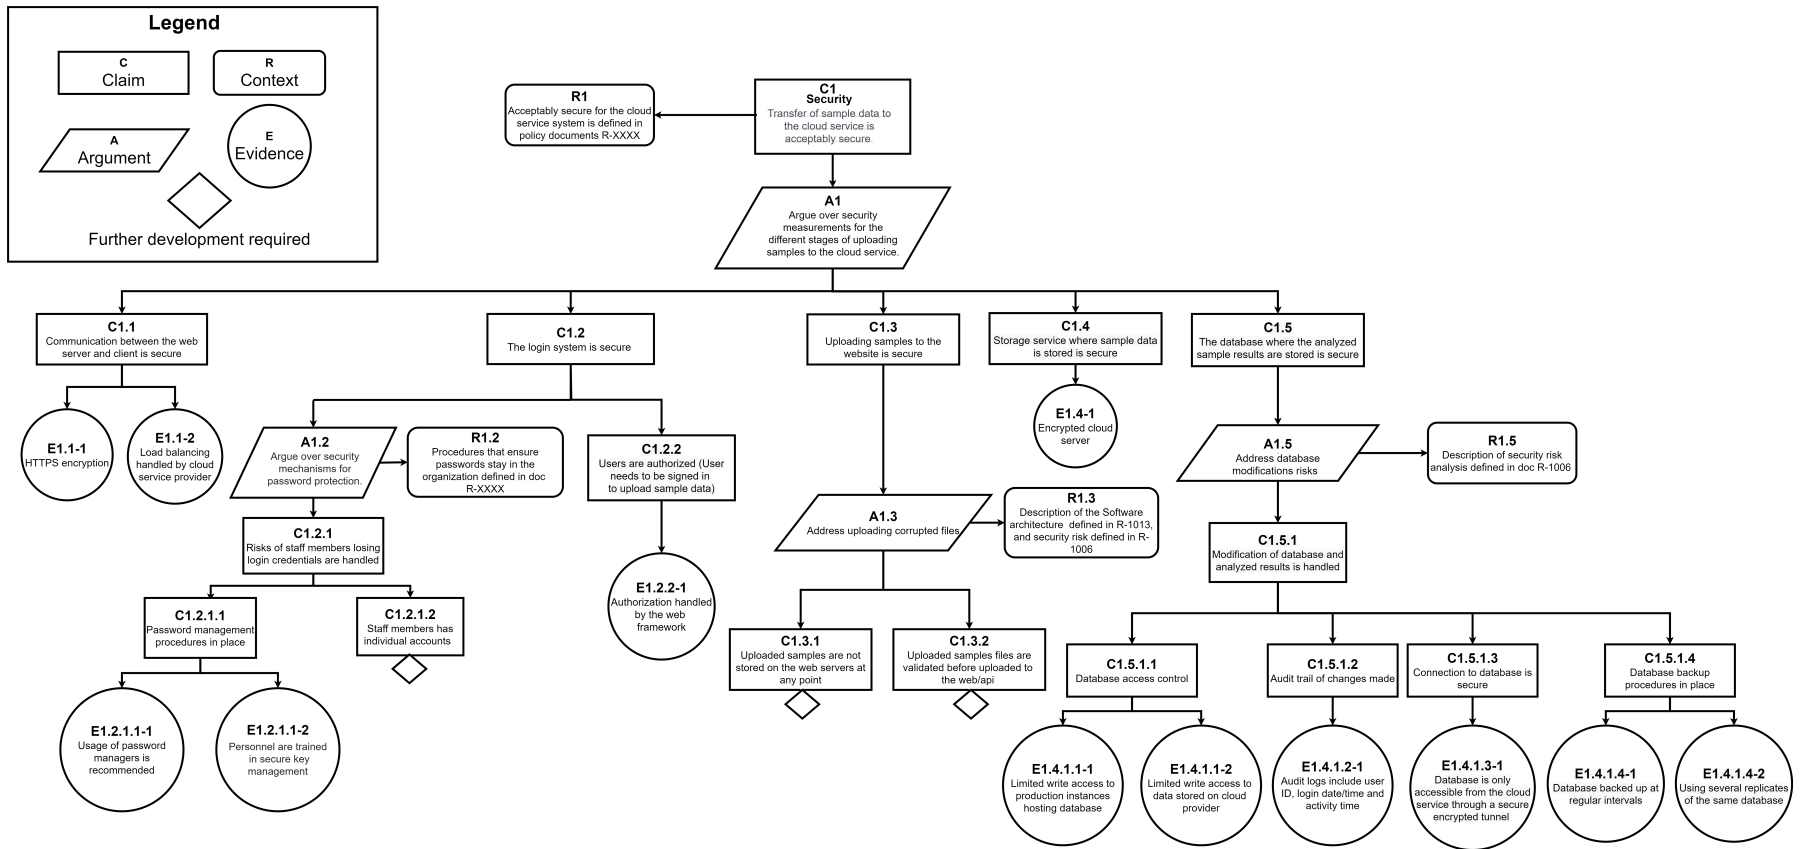 Legend
C
Claim
R
Context
A
Argument
E
Evidence
Further development required
R1
Acceptably secure for the cloud
service system is defined in
policy documents R-XXXX
C1
Security
Transfer of sample data to
the cloud service is
acceptably secure.
A1
Argue over security
measurements for the
different stages of uploading
samples to the cloud service.
C1.1
Communication between the web
server and client is secure
C1.2
The login system is secure
C1.3
Uploading samples to the
website is secure
C1.4
Storage service where sample data
is stored is secure
C1.5
The database where the analyzed
sample results are stored is secure
E1.1-1
HTTPS encryption
E1.1-2
Load balancing
handled by cloud
service provider
A1.2
Argue over security
mechanisms for
password protection.
R1.2
Procedures that ensure
passwords stay in the
organization defined in doc
R-XXXX
C1.2.2
Users are authorized (User
needs to be signed in
to upload sample data)
E1.4-1
Encrypted cloud
server
A1.5
Address database
modifications risks
R1.5
Description of security risk
analysis defined in doc R-1006
A1.3
Address uploading corrupted files
R1.3
Description of the Software
architecture  defined in R-1013,
and security risk defined in R-
1006
C1.2.1
Risks of staff members losing
login credentials are handled
C1.5.1
Modification of database and
analyzed results is handled
C1.2.1.1
Password management
procedures in place
C1.2.1.2
Staff members has
individual accounts
E1.2.2-1
Authorization handled
by the web
framework
C1.3.1
Uploaded samples are not
stored on the web servers at
any point
C1.3.2
Uploaded samples files are
validated before uploaded to
the web/api
C1.5.1.1
Database access control
C1.5.1.2
Audit trail of changes made
C1.5.1.3
Connection to database is
secure
C1.5.1.4
Database backup
procedures in place
E1.2.1.1-1
Usage of password
managers is
recommended
E1.2.1.1-2
Personnel are trained
in secure key
management
E1.4.1.1-1
Limited write access to
production instances
hosting database
E1.4.1.1-2
Limited write access to
data stored on cloud
provider
E1.4.1.2-1
Audit logs include user
ID, login date/time and
activity time
E1.4.1.3-1
Database is only
accessible from the cloud
service through a secure
encrypted tunnel
E1.4.1.4-1
Database backed up at
regular intervals
E1.4.1.4-2
Using several replicates
of the same database